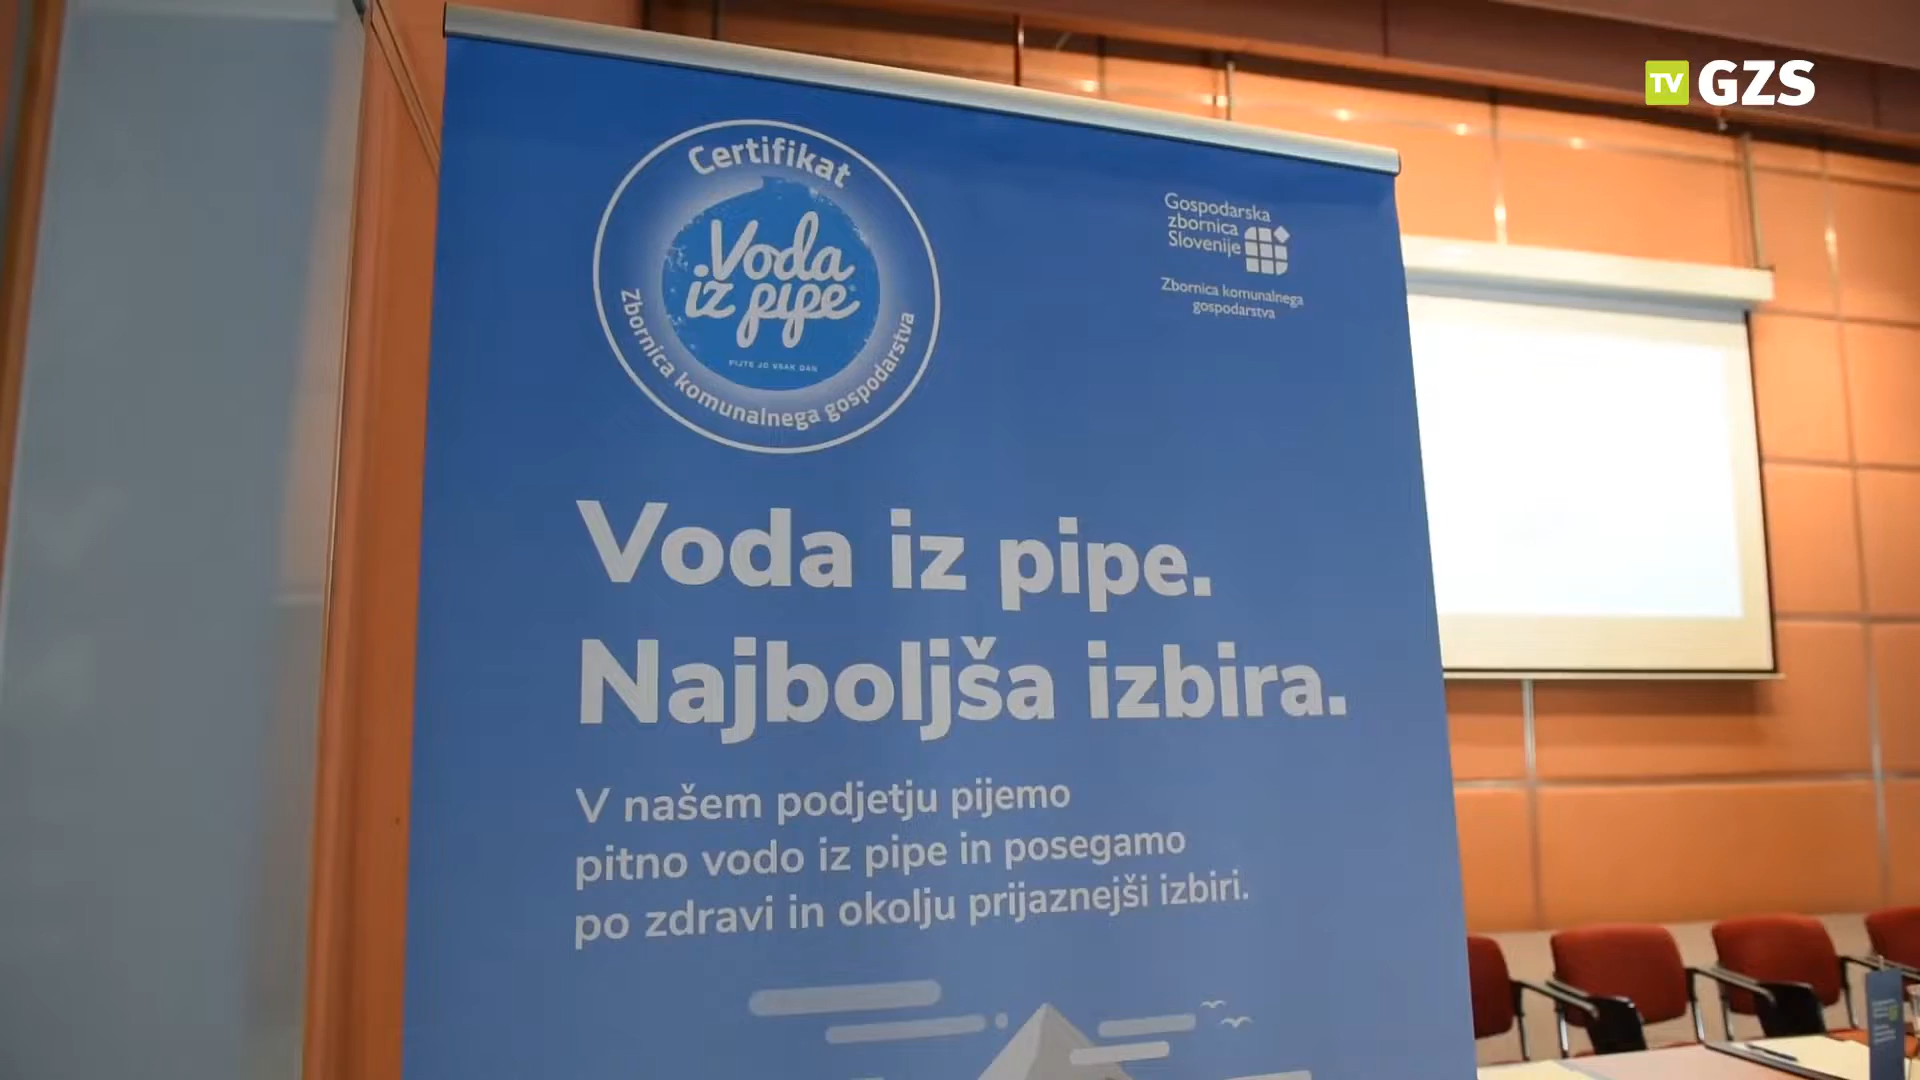 TV GZS
Certifikat
Voda
iz pipe
PIJTE JO VSAK DAN
Zbornica komunalnega gospodarstva
Gospodarska
zbornica
Slovenije
Zbornica komunalnega
gospodarstva
Voda iz pipe.
Najboljša izbira.
V našem podjetju pijemo
pitno vodo iz pipe in posegamo
po zdravi in okolju prijaznejši izbiri.